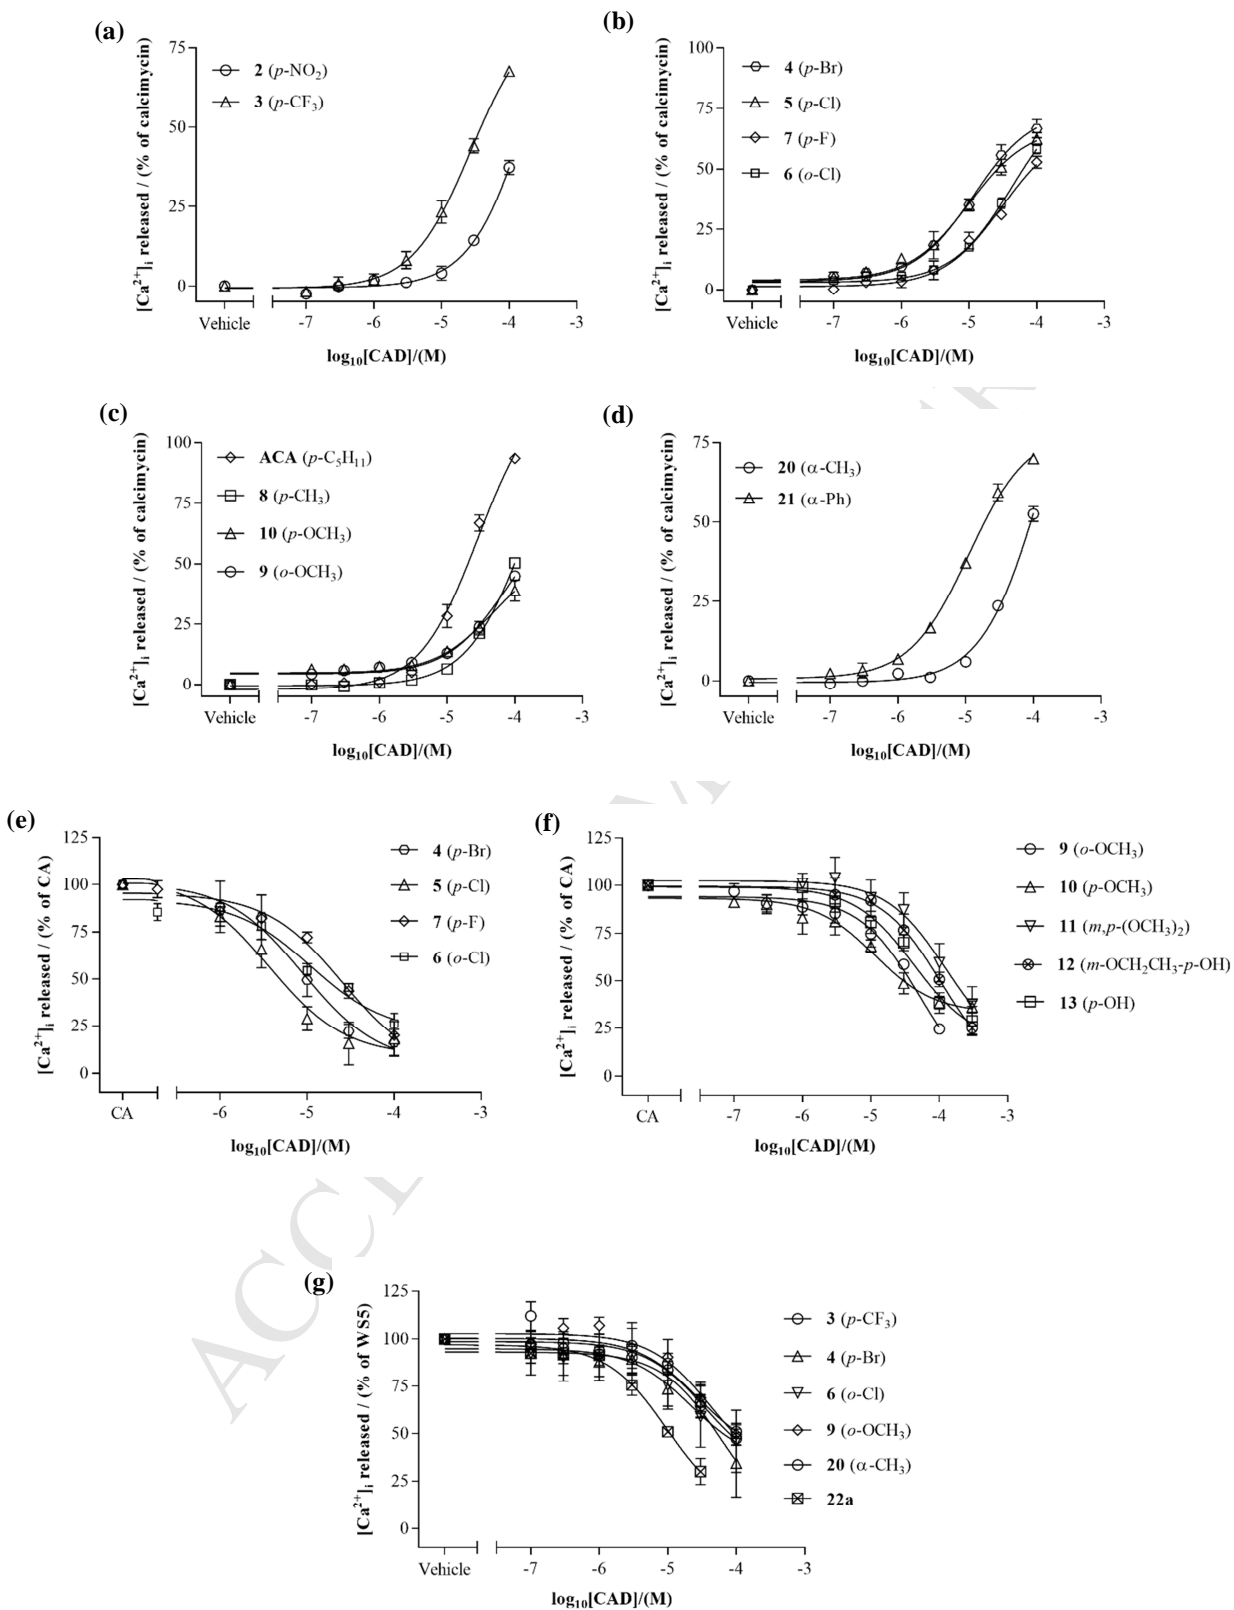 (a)
[Ca2+]i released / (% of calcimycin)
75
50
25
0
2 (p-NO2)
3 (p-CF3)
Vehicle -7 -6 -5 -4 -3
log10[CAD]/(M)
(b)
[Ca2+]i released / (% of calcimycin)
100
75
50
25
0
4 (p-Br)
5 (p-Cl)
7 (p-F)
6 (o-Cl)
Vehicle -7 -6 -5 -4 -3
log10[CAD]/(M)
(c)
[Ca2+]i released / (% of calcimycin)
100
75
50
25
0
ACA (p-C5H11)
8 (p-CH3)
10 (p-OCH3)
9 (o-OCH3)
Vehicle -7 -6 -5 -4 -3
log10[CAD]/(M)
(d)
[Ca2+]i released / (% of calcimycin)
75
50
25
0
20 (α-CH3)
21 (α-Ph)
Vehicle -7 -6 -5 -4 -3
log10[CAD]/(M)
(e)
[Ca2+]i released / (% of CA)
125
100
75
50
25
0
4 (p-Br)
5 (p-Cl)
7 (p-F)
6 (o-Cl)
CA -6 -5 -4 -3
log10[CAD]/(M)
(f)
[Ca2+]i released / (% of CA)
125
100
75
50
25
0
9 (o-OCH3)
10 (p-OCH3)
11 (m,p-(OCH3)2)
12 (m-OCH2CH3-p-OH)
13 (p-OH)
CA -7 -6 -5 -4 -3
log10[CAD]/(M)
(g)
[Ca2+]i released / (% of WS5)
125
100
75
50
25
0
3 (p-CF3)
4 (p-Br)
6 (o-Cl)
9 (o-OCH3)
20 (α-CH3)
22a
Vehicle -7 -6 -5 -4 -3
log10[CAD]/(M)